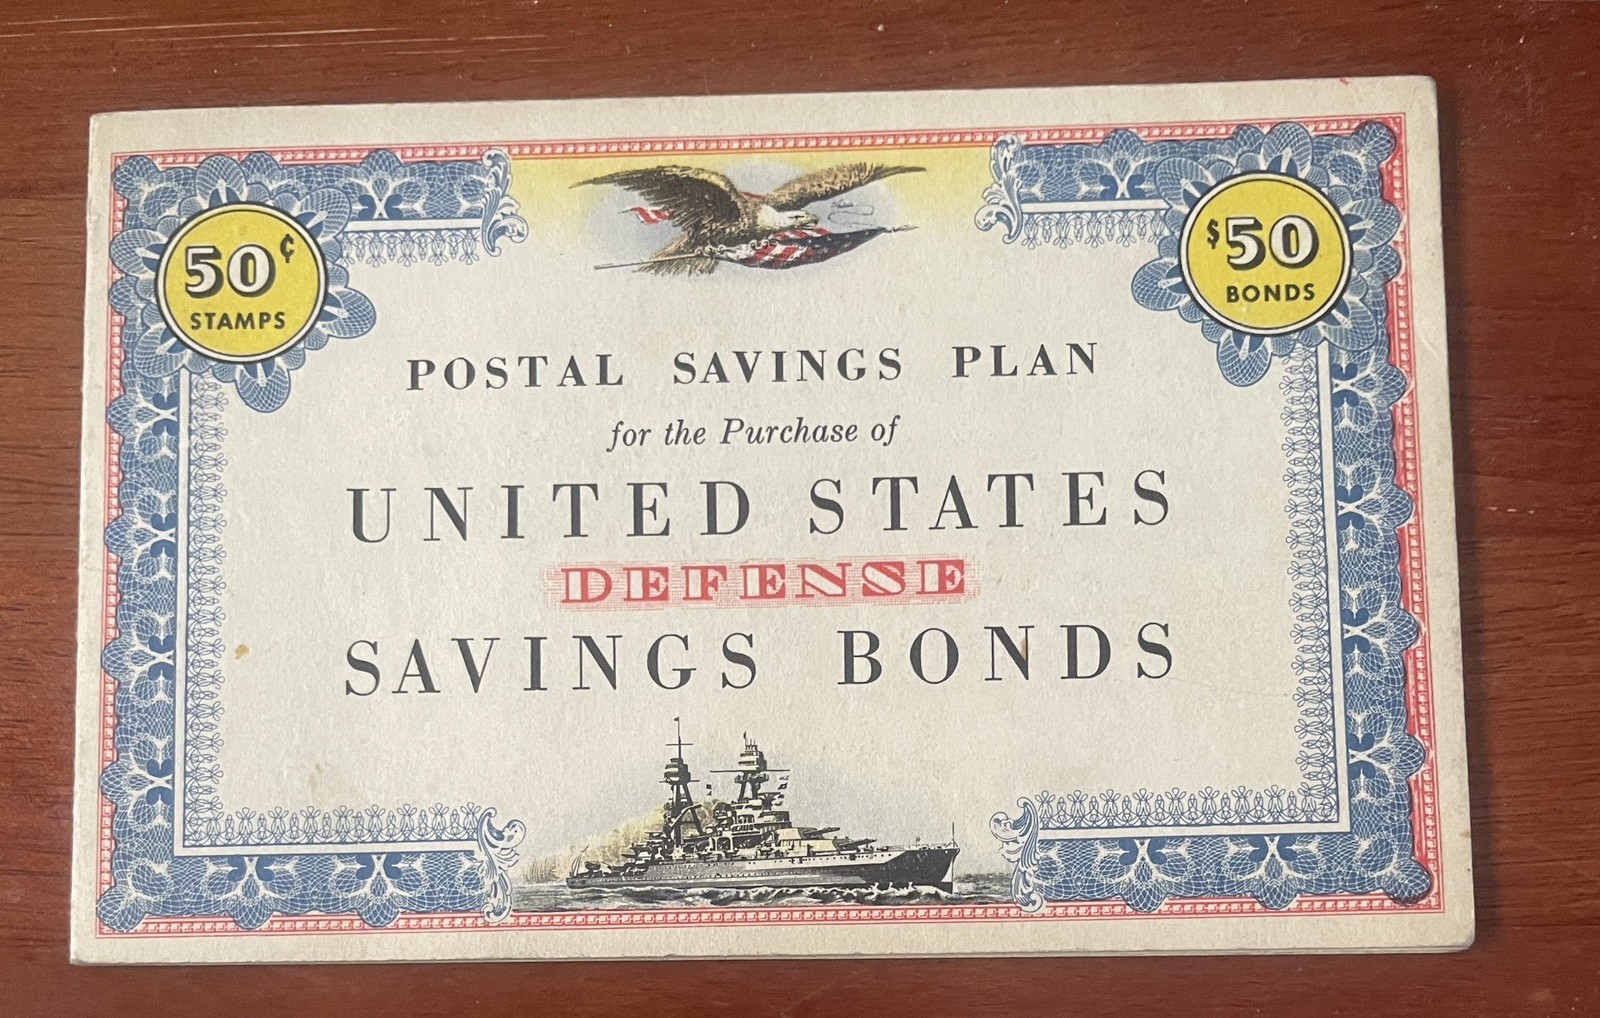 50¢
STAMPS
$50
BONDS
POSTAL SAVINGS PLAN
for the Purchase of
UNITED STATES
DEFENSE
SAVINGS BONDS